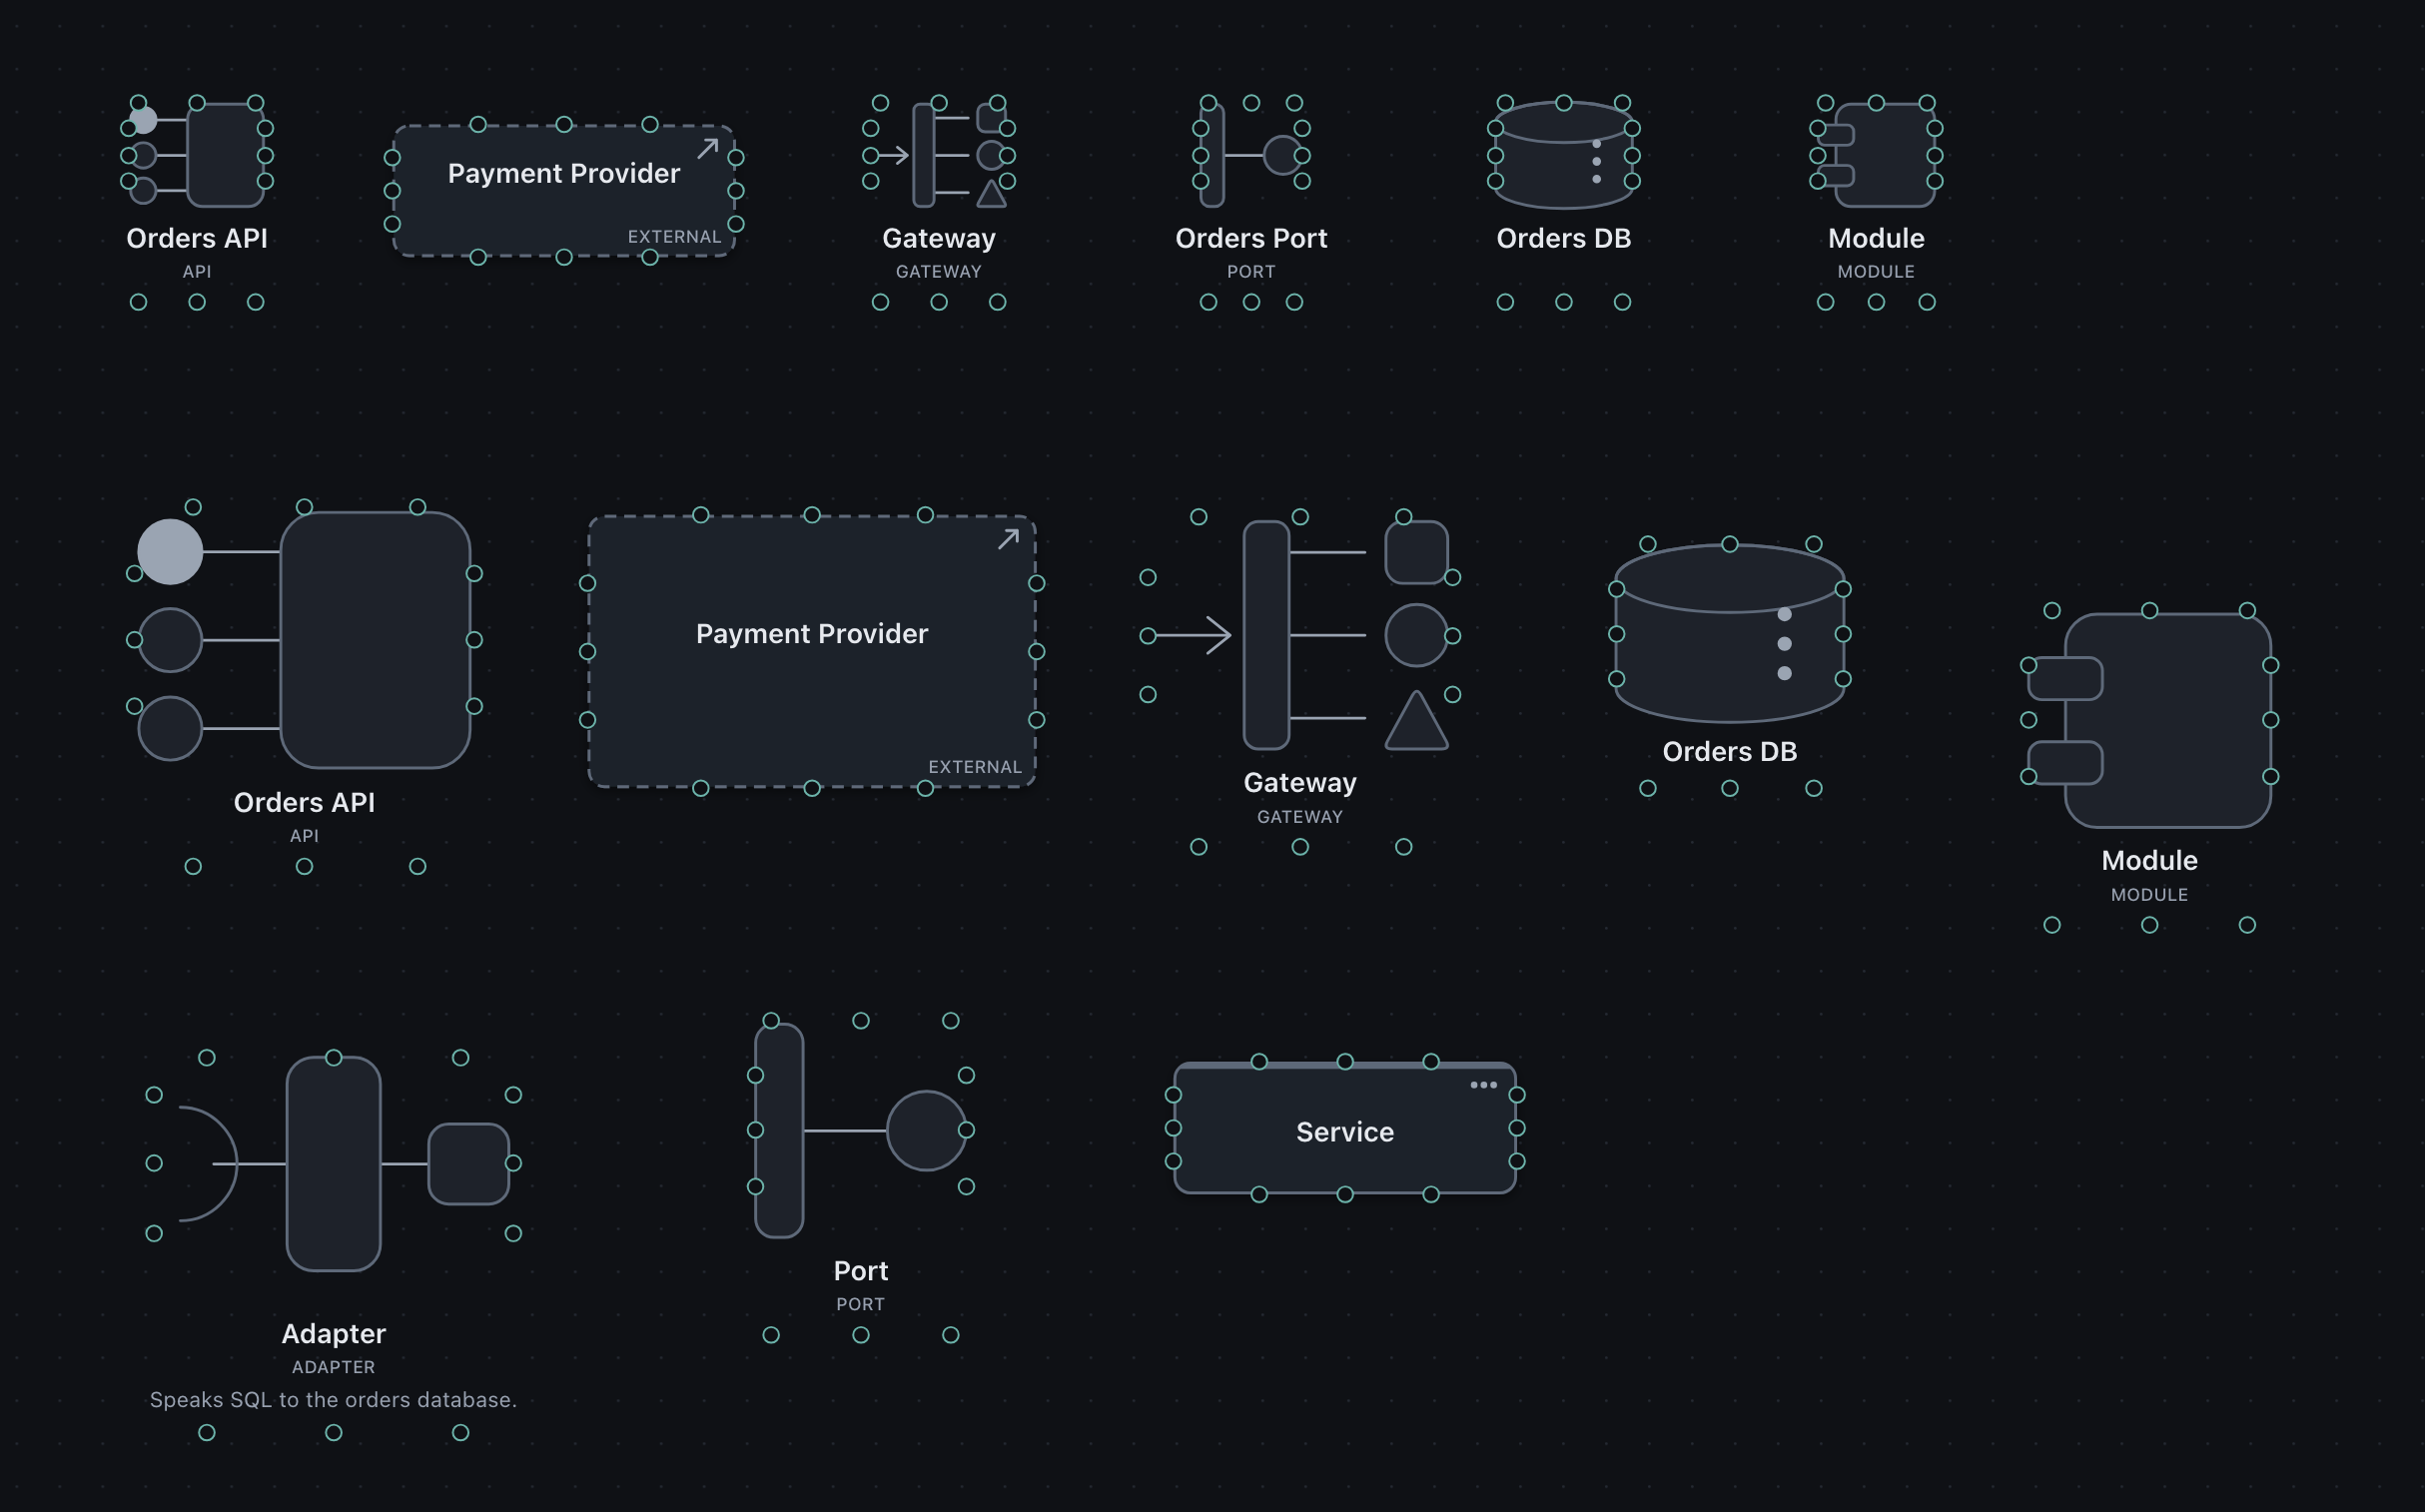 Orders API
API
Payment Provider
EXTERNAL
Gateway
GATEWAY
Orders Port
PORT
Orders DB
Module
MODULE
Orders API
API
Payment Provider
EXTERNAL
Gateway
GATEWAY
Orders DB
Module
MODULE
Adapter
ADAPTER
Speaks SQL to the orders database.
Port
PORT
Service